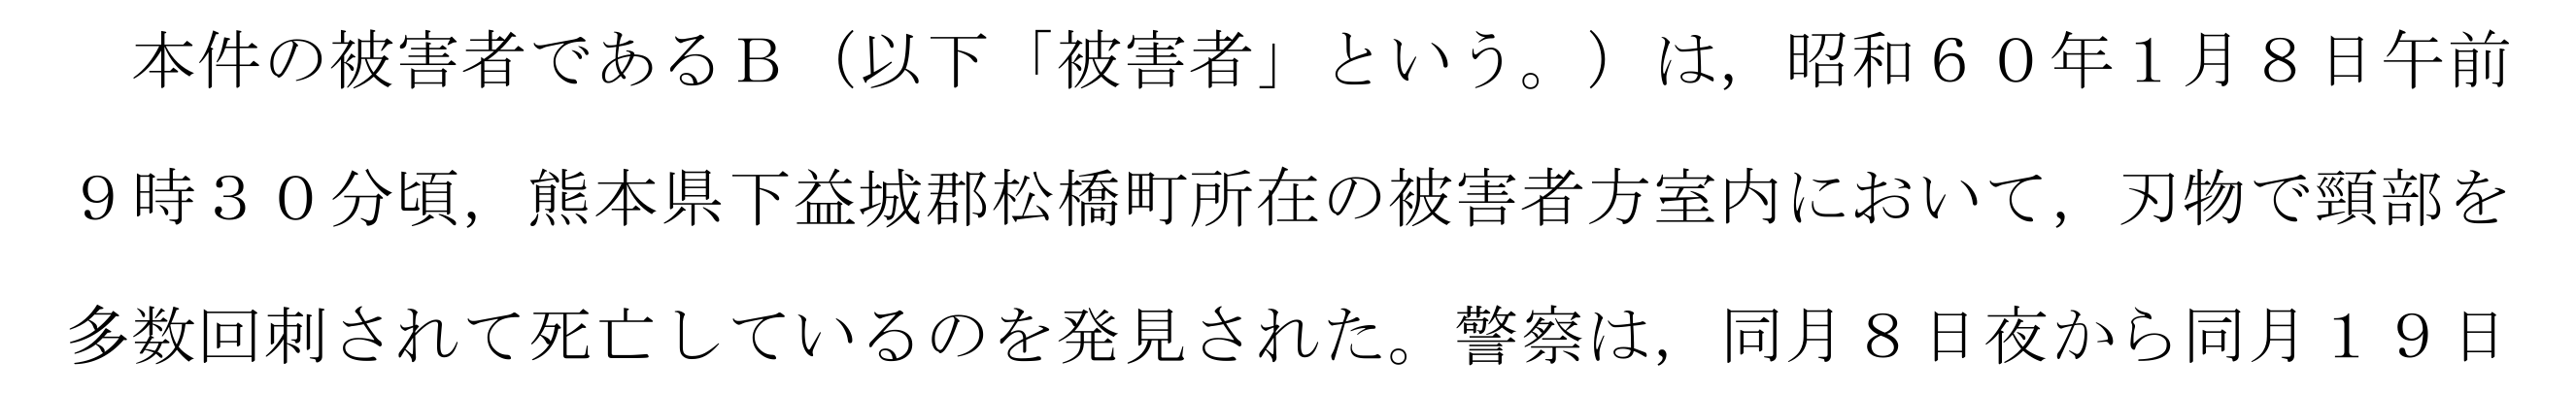 本件の被害者であるＢ（以下「被害者」という。）は，昭和６０年１月８日午前
９時３０分頃，熊本県下益城郡松橋町所在の被害者方室内において，刃物で頸部を
多数回刺されて死亡しているのを発見された。警察は，同月８日夜から同月１９日